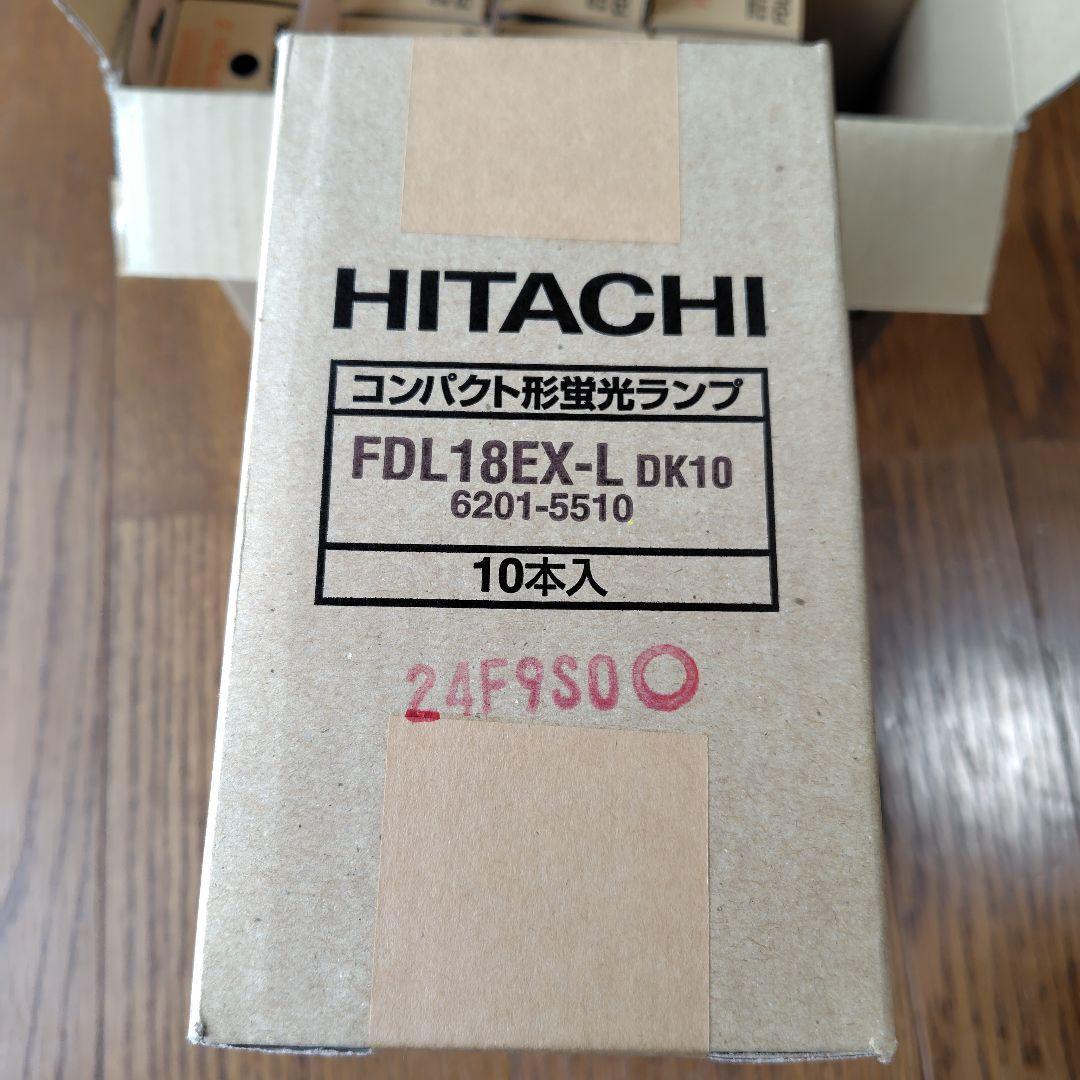 HITACHI
コンパクト形蛍光ランプ
FDL18EX-L DK10
6201-5510
10本入
24F9S0○